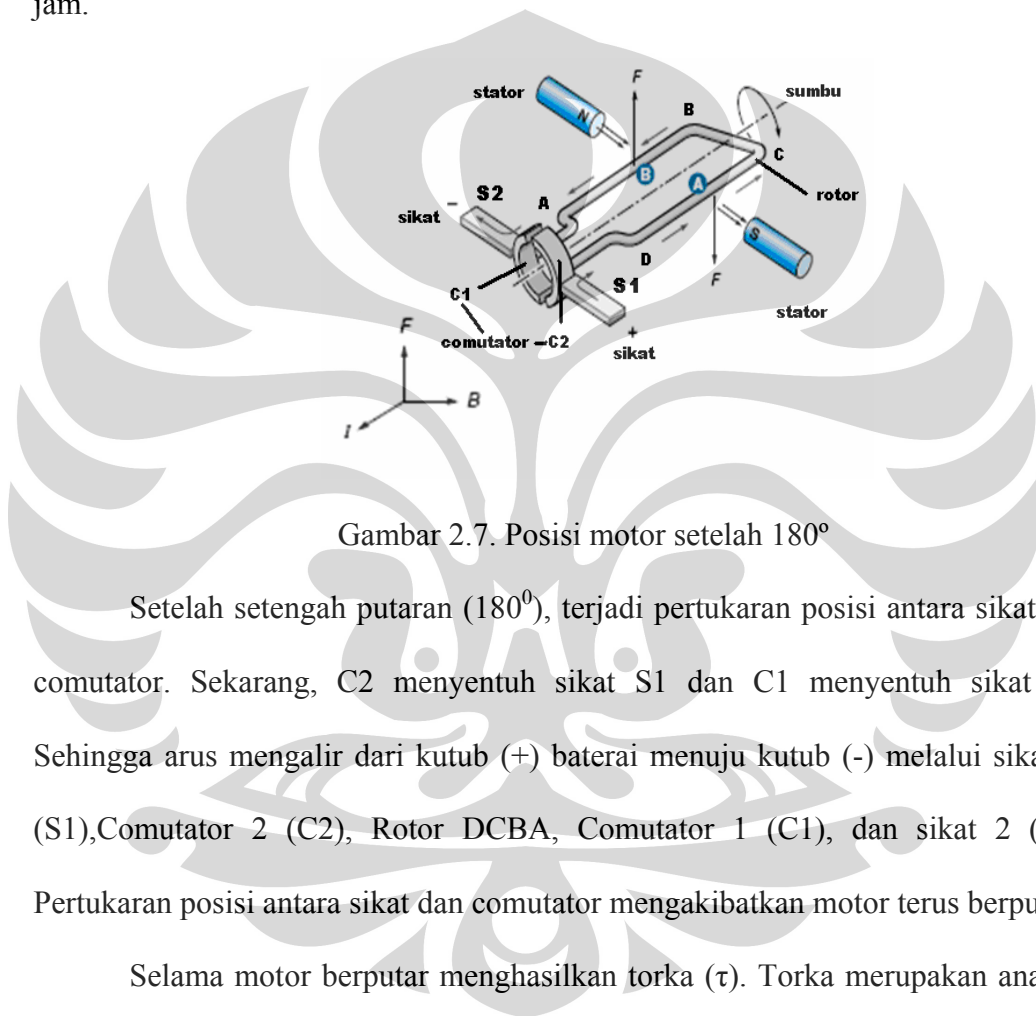 jam.
stator
F
sumbu
N
B
C
B
A
rotor
S2
A
sikat
S
D
S1
F
C1
stator
+
F
comutator
C2
sikat
B
I
Gambar 2.7. Posisi motor setelah 180º
Setelah setengah putaran (180⁰), terjadi pertukaran posisi antara sikat
comutator. Sekarang, C2 menyentuh sikat S1 dan C1 menyentuh sikat
Sehingga arus mengalir dari kutub (+) baterai menuju kutub (-) melalui sika
(S1),Comutator 2 (C2), Rotor DCBA, Comutator 1 (C1), dan sikat 2 (
Pertukaran posisi antara sikat dan comutator mengakibatkan motor terus berpu
Selama motor berputar menghasilkan torka (τ). Torka merupakan ana